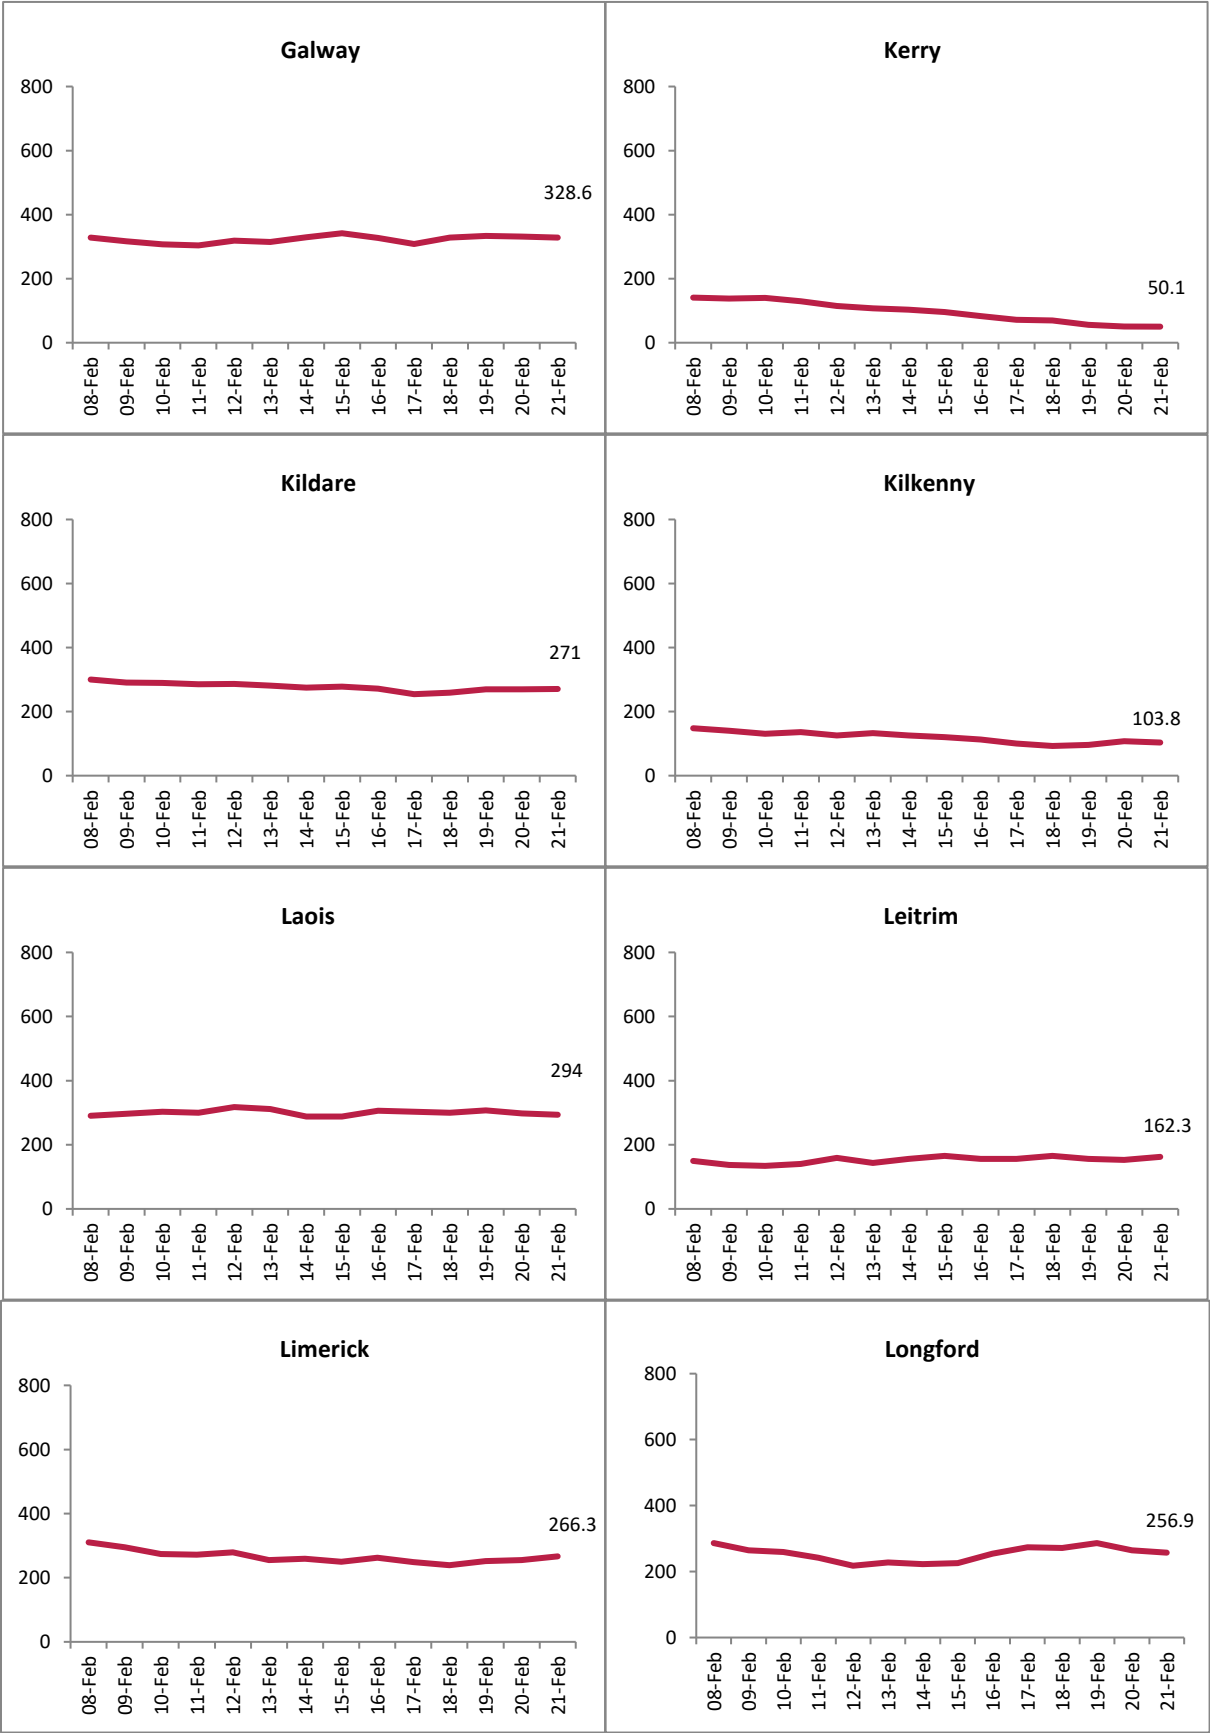 Galway
800
600
400
200
0
328.6
08-Feb
09-Feb
10-Feb
11-Feb
12-Feb
13-Feb
14-Feb
15-Feb
16-Feb
17-Feb
18-Feb
19-Feb
20-Feb
21-Feb
Kerry
800
600
400
200
0
50.1
08-Feb
09-Feb
10-Feb
11-Feb
12-Feb
13-Feb
14-Feb
15-Feb
16-Feb
17-Feb
18-Feb
19-Feb
20-Feb
21-Feb
Kildare
800
600
400
200
0
271
08-Feb
09-Feb
10-Feb
11-Feb
12-Feb
13-Feb
14-Feb
15-Feb
16-Feb
17-Feb
18-Feb
19-Feb
20-Feb
21-Feb
Kilkenny
800
600
400
200
0
103.8
08-Feb
09-Feb
10-Feb
11-Feb
12-Feb
13-Feb
14-Feb
15-Feb
16-Feb
17-Feb
18-Feb
19-Feb
20-Feb
21-Feb
Laois
800
600
400
200
0
294
08-Feb
09-Feb
10-Feb
11-Feb
12-Feb
13-Feb
14-Feb
15-Feb
16-Feb
17-Feb
18-Feb
19-Feb
20-Feb
21-Feb
Leitrim
800
600
400
200
0
162.3
08-Feb
09-Feb
10-Feb
11-Feb
12-Feb
13-Feb
14-Feb
15-Feb
16-Feb
17-Feb
18-Feb
19-Feb
20-Feb
21-Feb
Limerick
800
600
400
200
0
266.3
08-Feb
09-Feb
10-Feb
11-Feb
12-Feb
13-Feb
14-Feb
15-Feb
16-Feb
17-Feb
18-Feb
19-Feb
20-Feb
21-Feb
Longford
800
600
400
200
0
256.9
08-Feb
09-Feb
10-Feb
11-Feb
12-Feb
13-Feb
14-Feb
15-Feb
16-Feb
17-Feb
18-Feb
19-Feb
20-Feb
21-Feb